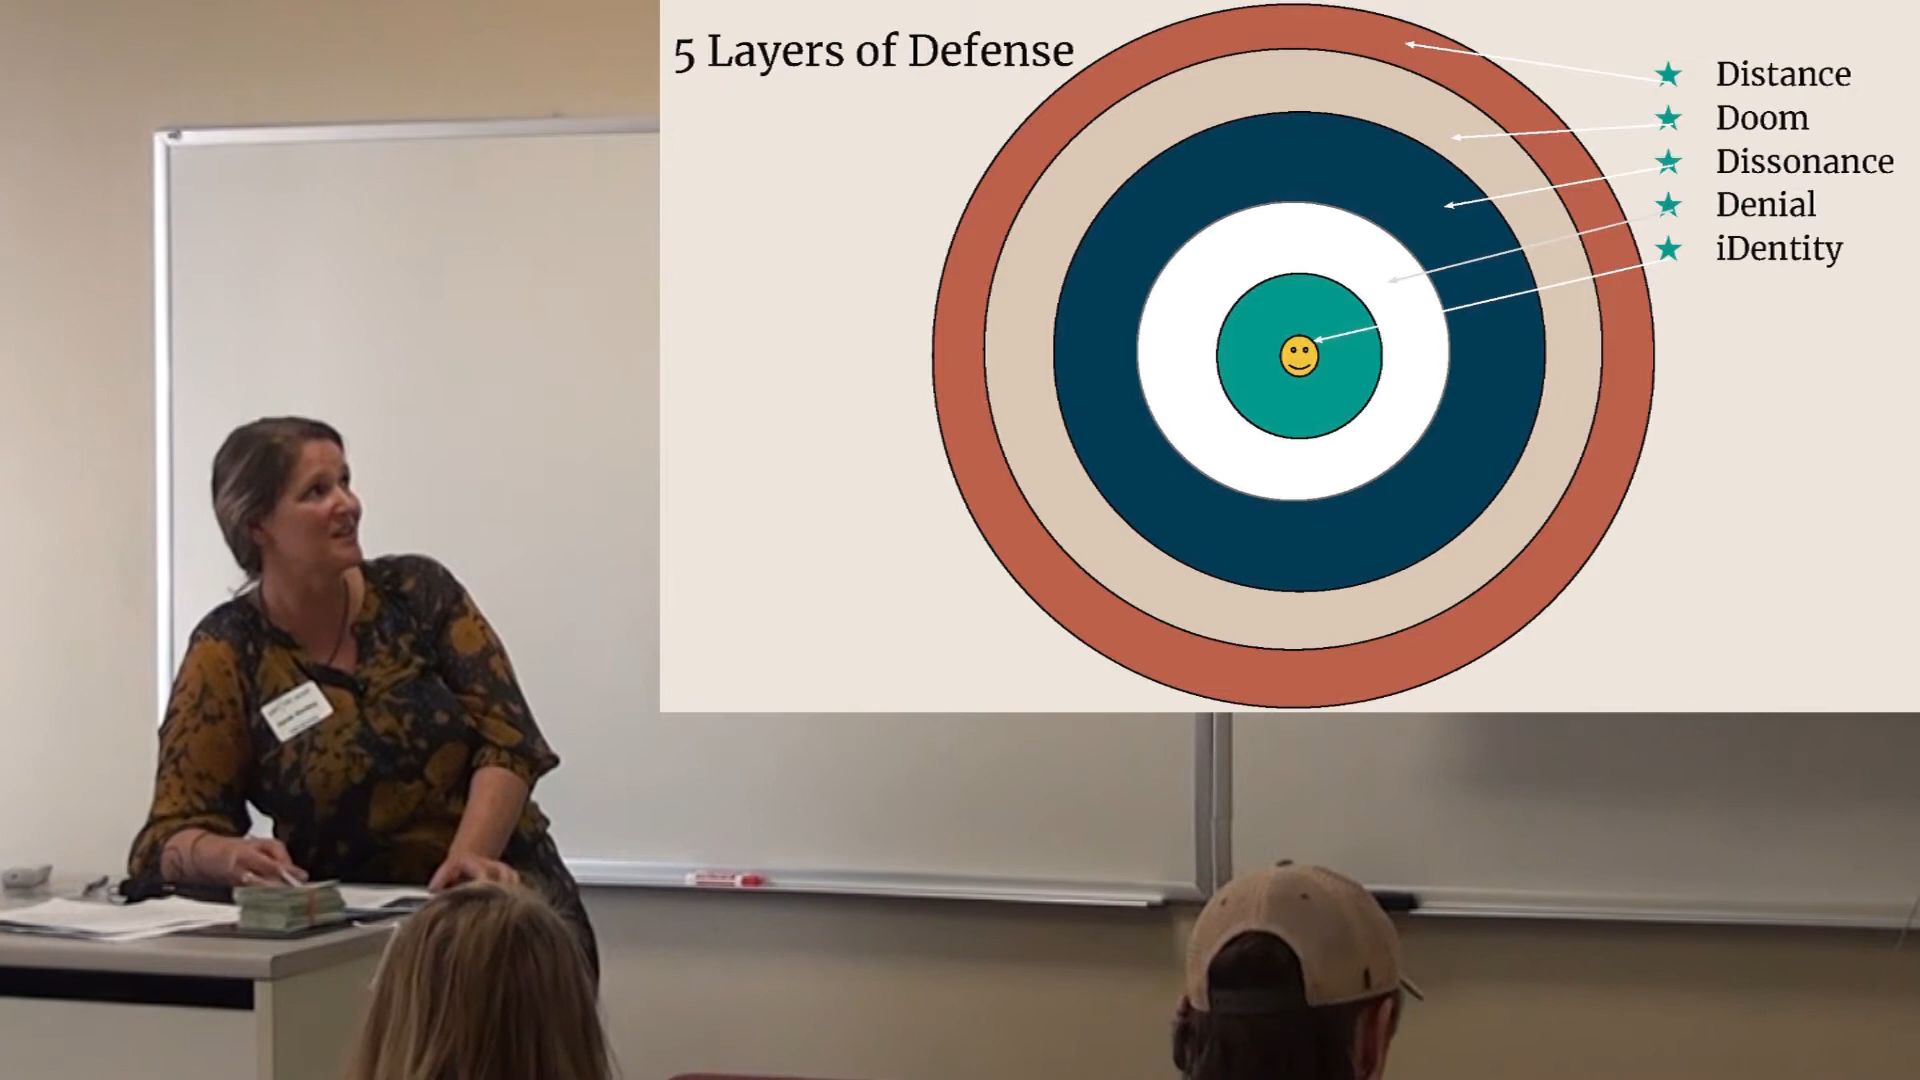 5 Layers of Defense
Distance
Doom
Dissonance
Denial
iDentity